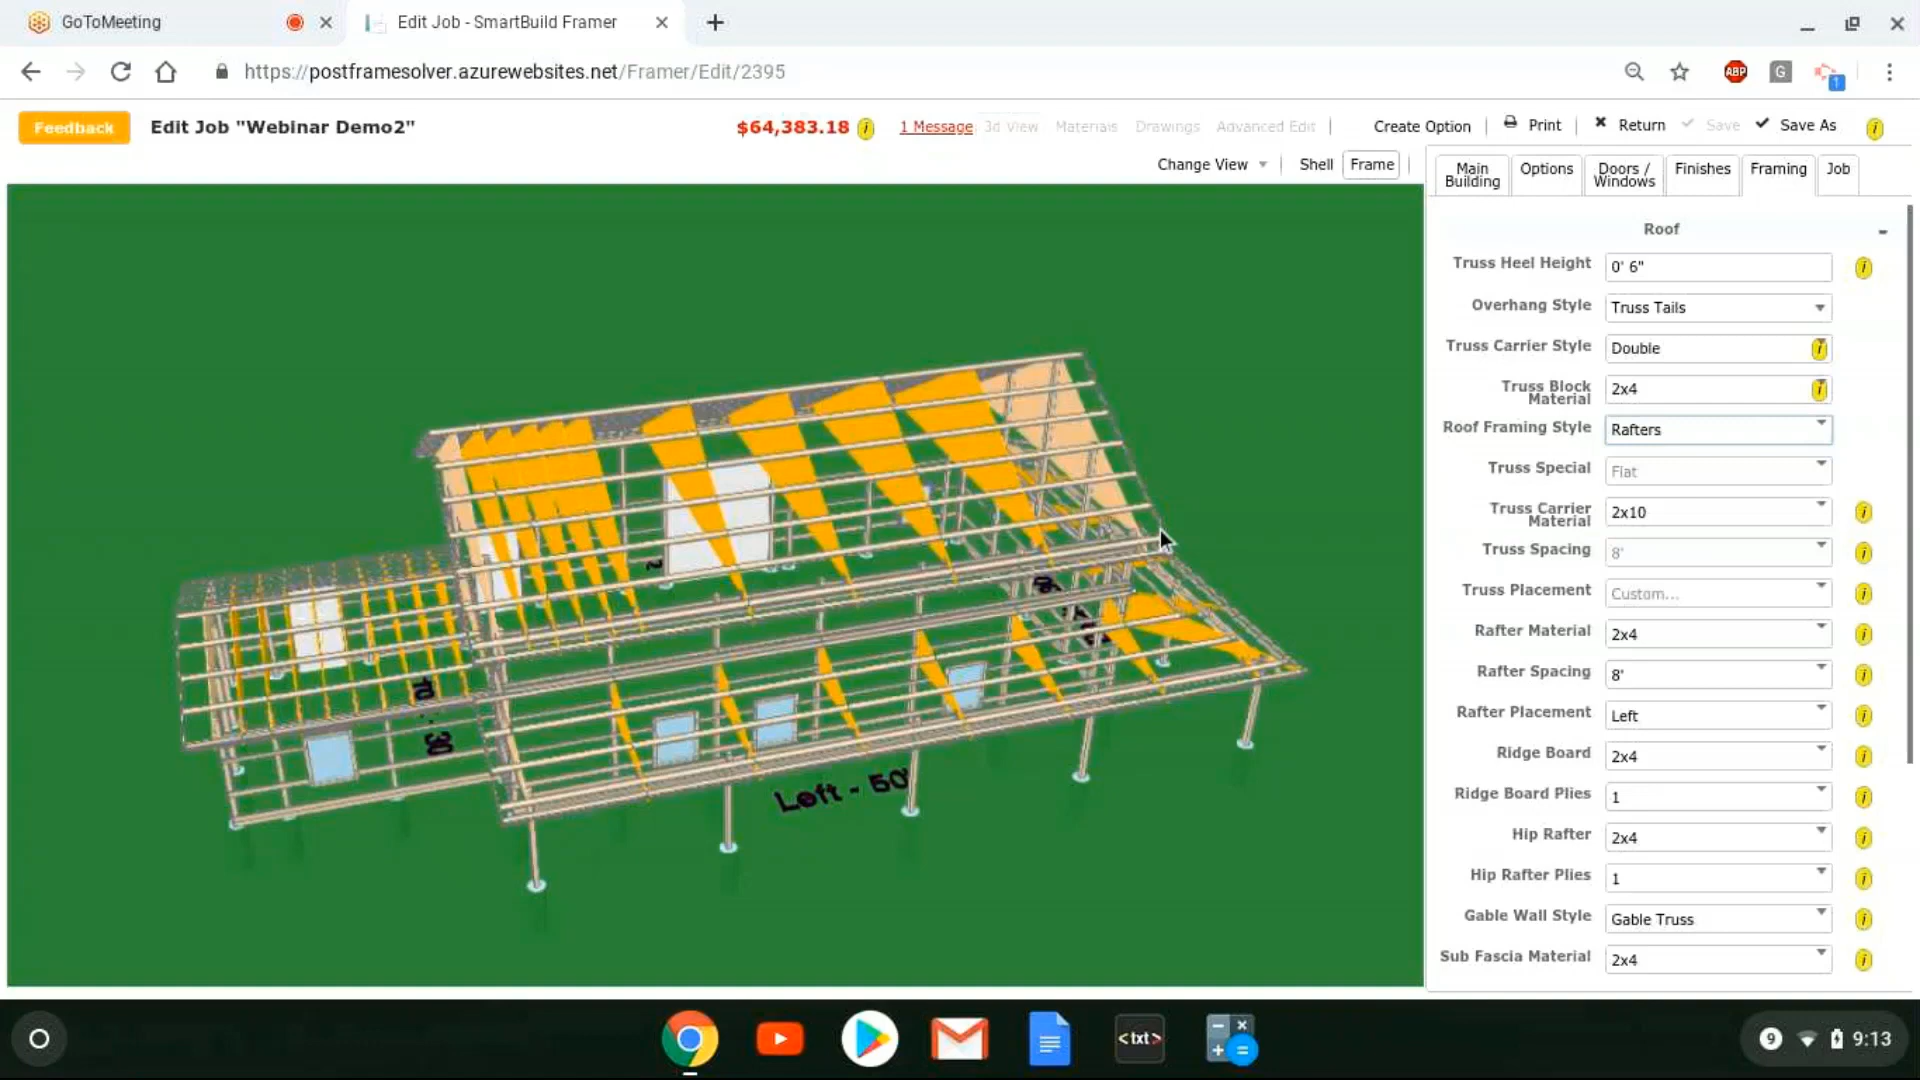 GoToMeeting
Edit Job - SmartBuild Framer
https://postframesolver.azurewebsites.net/Framer/Edit/2395
ABP
G
1
Feedback
Edit Job "Webinar Demo2"
$64,383.18
1 Message
3d View
Materials
Drawings
Advanced Edit
Create Option
Print
Return
Save
Save As
Change View
Shell
Frame
Main Building
Options
Doors / Windows
Finishes
Framing
Job
Roof
Truss Heel Height 0' 6"
Overhang Style Truss Tails
Truss Carrier Style Double
Truss Block Material 2x4
Roof Framing Style Rafters
Truss Special Flat
Truss Carrier Material 2x10
Truss Spacing 8'
Truss Placement Custom...
Rafter Material 2x4
Rafter Spacing 8'
Rafter Placement Left
Ridge Board 2x4
Ridge Board Plies 1
Hip Rafter 2x4
Hip Rafter Plies 1
Gable Wall Style Gable Truss
Sub Fascia Material 2x4
Left - 50'
<txt>
9
9:13